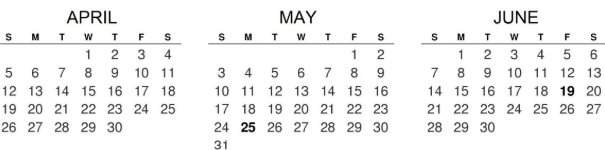 APRIL MAY JUNE
S M T W T F S S M T W T F S S M T W T F S
1 2 3 4 1 2 1 2 3 4 5 6
5 6 7 8 9 10 11 3 4 5 6 7 8 9 7 8 9 10 11 12 13
12 13 14 15 16 17 18 10 11 12 13 14 15 16 14 15 16 17 18 19 20
19 20 21 22 23 24 25 17 18 19 20 21 22 23 21 22 23 24 25 26 27
26 27 28 29 30 24 25 26 27 28 29 30 28 29 30
31